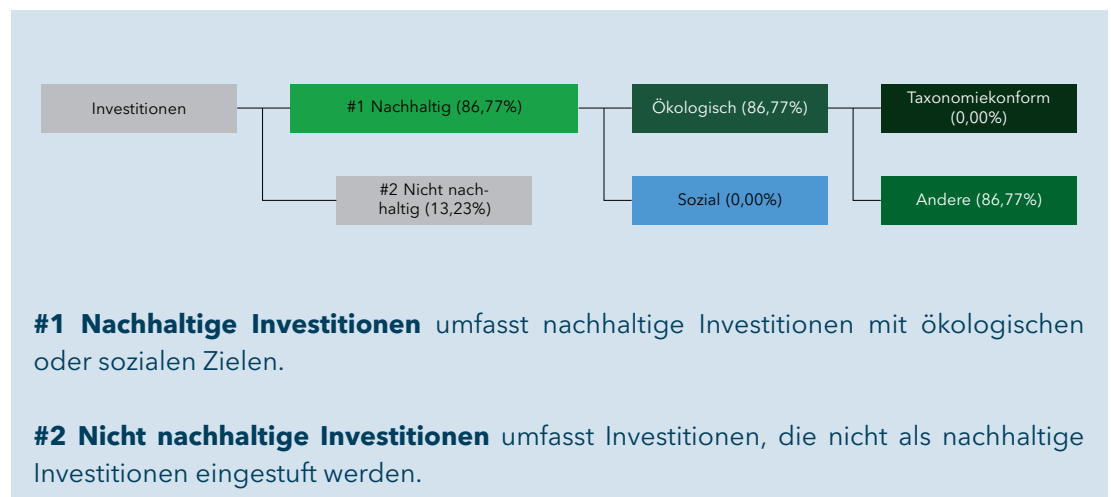 Investitionen
#1 Nachhaltig (86,77%)
Ökologisch (86,77%)
Taxonomiekonform
(0,00%)
#2 Nicht nach-
haltig (13,23%)
Sozial (0,00%)
Andere (86,77%)
#1 Nachhaltige Investitionen umfasst nachhaltige Investitionen mit ökologischen
oder sozialen Zielen.
#2 Nicht nachhaltige Investitionen umfasst Investitionen, die nicht als nachhaltige
Investitionen eingestuft werden.